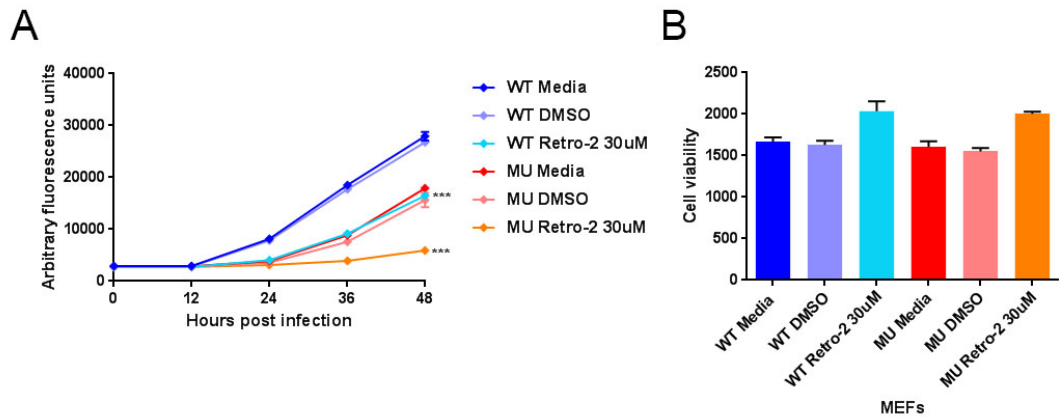 A
Arbitrary fluorescence units
40000
30000
20000
10000
0
0 12 24 36 48
Hours post infection
***
***
WT Media
WT DMSO
WT Retro-2 30uM
MU Media
MU DMSO
MU Retro-2 30uM
B
Cell viability
2500
2000
1500
1000
500
0
WT Media
WT DMSO
WT Retro-2 30uM
MU Media
MU DMSO
MU Retro-2 30uM
MEFs